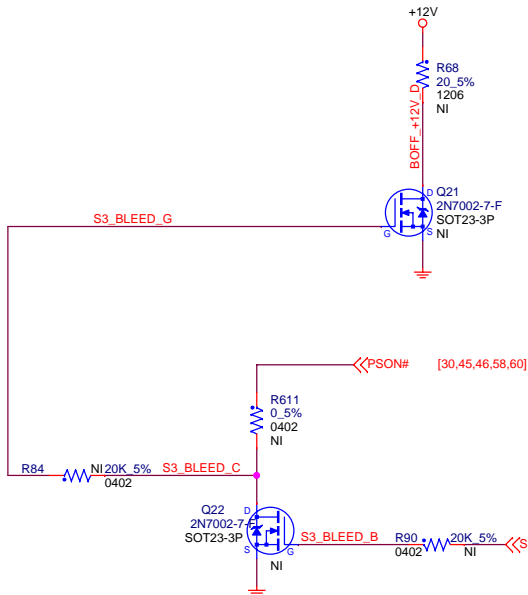 +12V
R68
20_5%
1206
NI
BOFF_+12V_D
D
Q21
2N7002-7-F
SOT23-3P
NI
G
S
S3_BLEED_G
PSON#
[30,45,46,58,60]
R611
0_5%
0402
NI
R84
NI
20K_5%
0402
S3_BLEED_C
Q22
2N7002-7-F
SOT23-3P
D
S
G
NI
S3_BLEED_B
R90
0402
20K_5%
NI
S